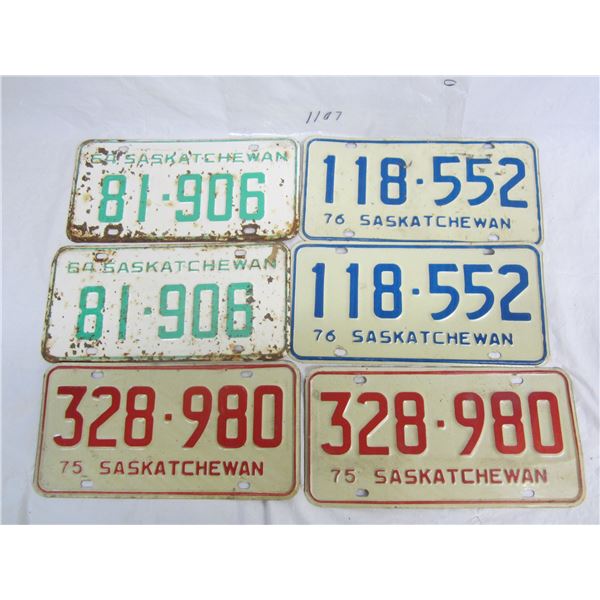 1107
64 SASKATCHEWAN
81·906
118·552
76 SASKATCHEWAN
64 SASKATCHEWAN
81·906
118·552
76 SASKATCHEWAN
328·980
75 SASKATCHEWAN
328·980
75 SASKATCHEWAN